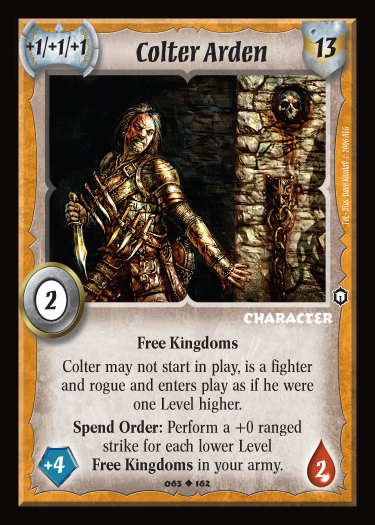 +1/+1/+1
Colter Arden
13
2
CHARACTER
Free Kingdoms
Colter may not start in play, is a fighter
and rogue and enters play as if he were
one Level higher.
Spend Order: Perform a +0 ranged
strike for each lower Level
Free Kingdoms in your army.
+4
2
063 ◆ 162